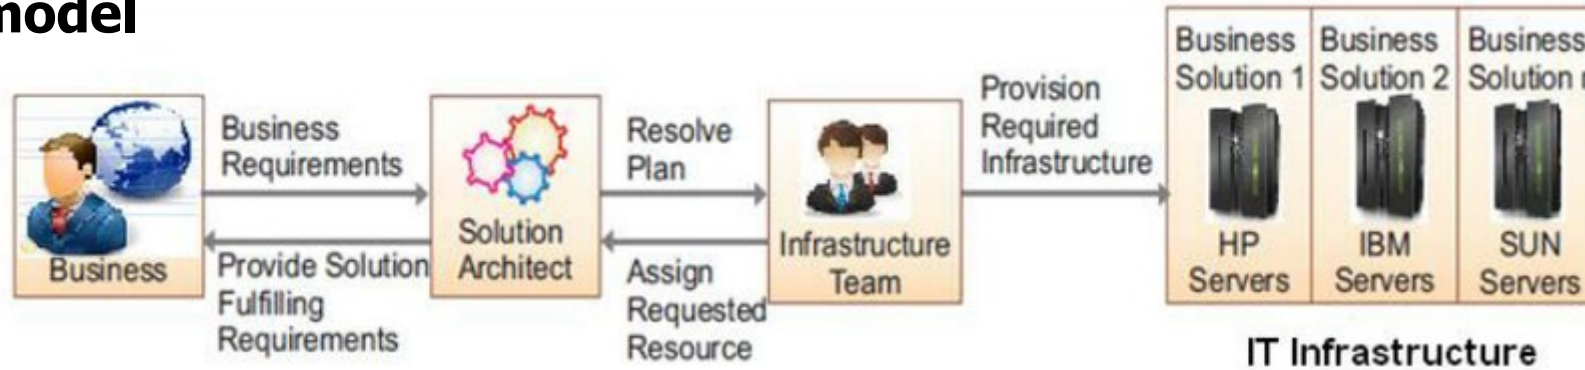 model
Business
Business
Requirements
Provide Solution
Fulfilling
Requirements
Solution
Architect
Resolve
Plan
Assign
Requested
Resource
Infrastructure
Team
Provision
Required
Infrastructure
Business
Solution 1
HP
Servers
Business
Solution 2
IBM
Servers
Business
Solution
SUN
Servers
IT Infrastructure